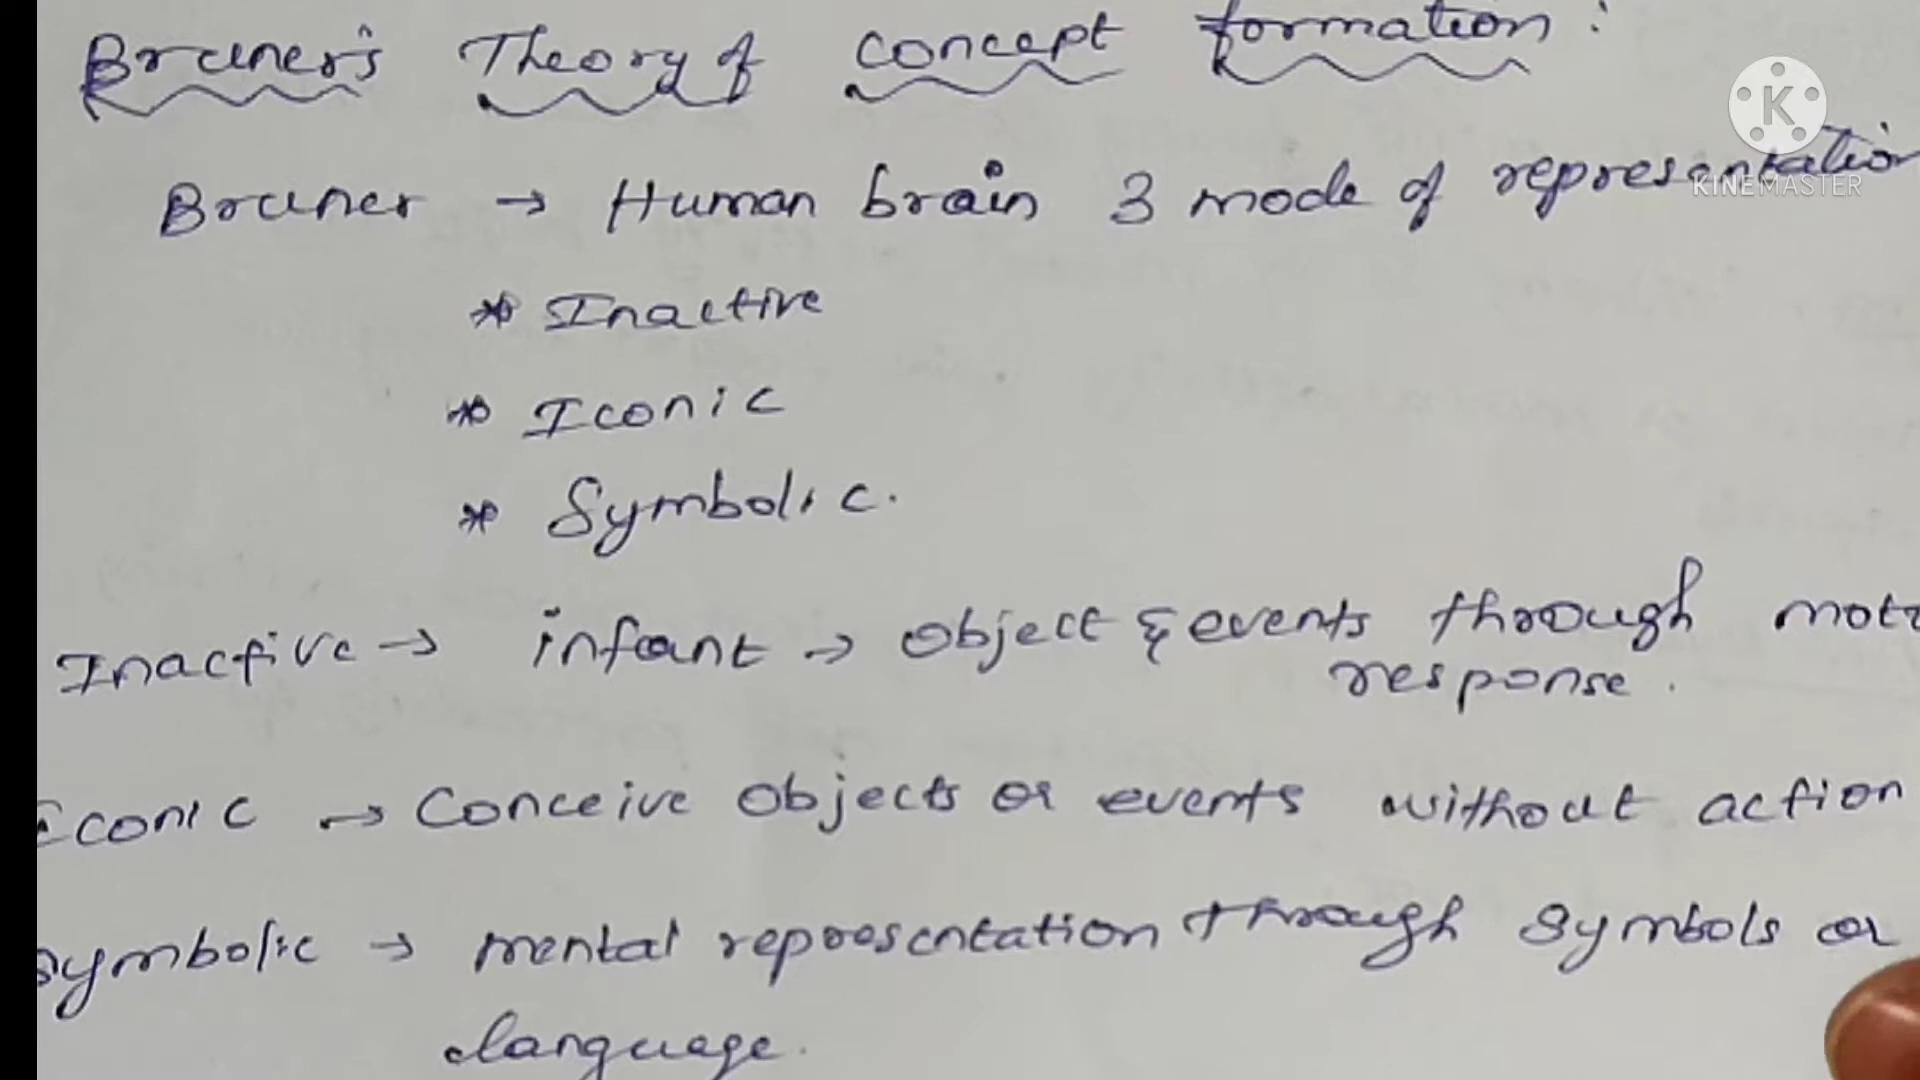 Bruner's Theory of concept formation :
K
KINEMASTER
Bruner → Human brain 3 mode of representation
* Inactive
* Iconic
* Symbolic.
Inactive → infant → Object & events through moto
response.
Iconic → Conceive objects or events without action
Symbolic → mental representation through symbols or
language.